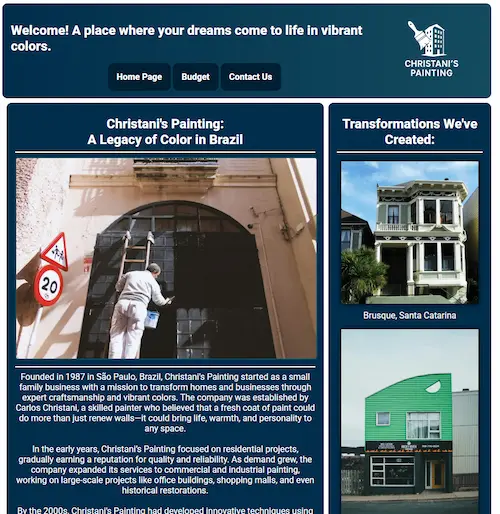 Welcome! A place where your dreams come to life in vibrant
colors.
CHRISTANI'S
PAINTING
Home Page
Budget
Contact Us
Christani's Painting:
A Legacy of Color in Brazil
20
Founded in 1987 in São Paulo, Brazil, Christani's Painting started as a small
family business with a mission to transform homes and businesses through
expert craftsmanship and vibrant colors. The company was established by
Carlos Christani, a skilled painter who believed that a fresh coat of paint could
do more than just renew walls—it could bring life, warmth, and personality to
any space.
In the early years, Christani's Painting focused on residential projects,
gradually earning a reputation for quality and reliability. As demand grew, the
company expanded its services to commercial and industrial painting,
working on large-scale projects like office buildings, shopping malls, and even
historical restorations.
By the 2000s, Christani's Painting had developed innovative techniques using
Transformations We've
Created:
Brusque, Santa Catarina